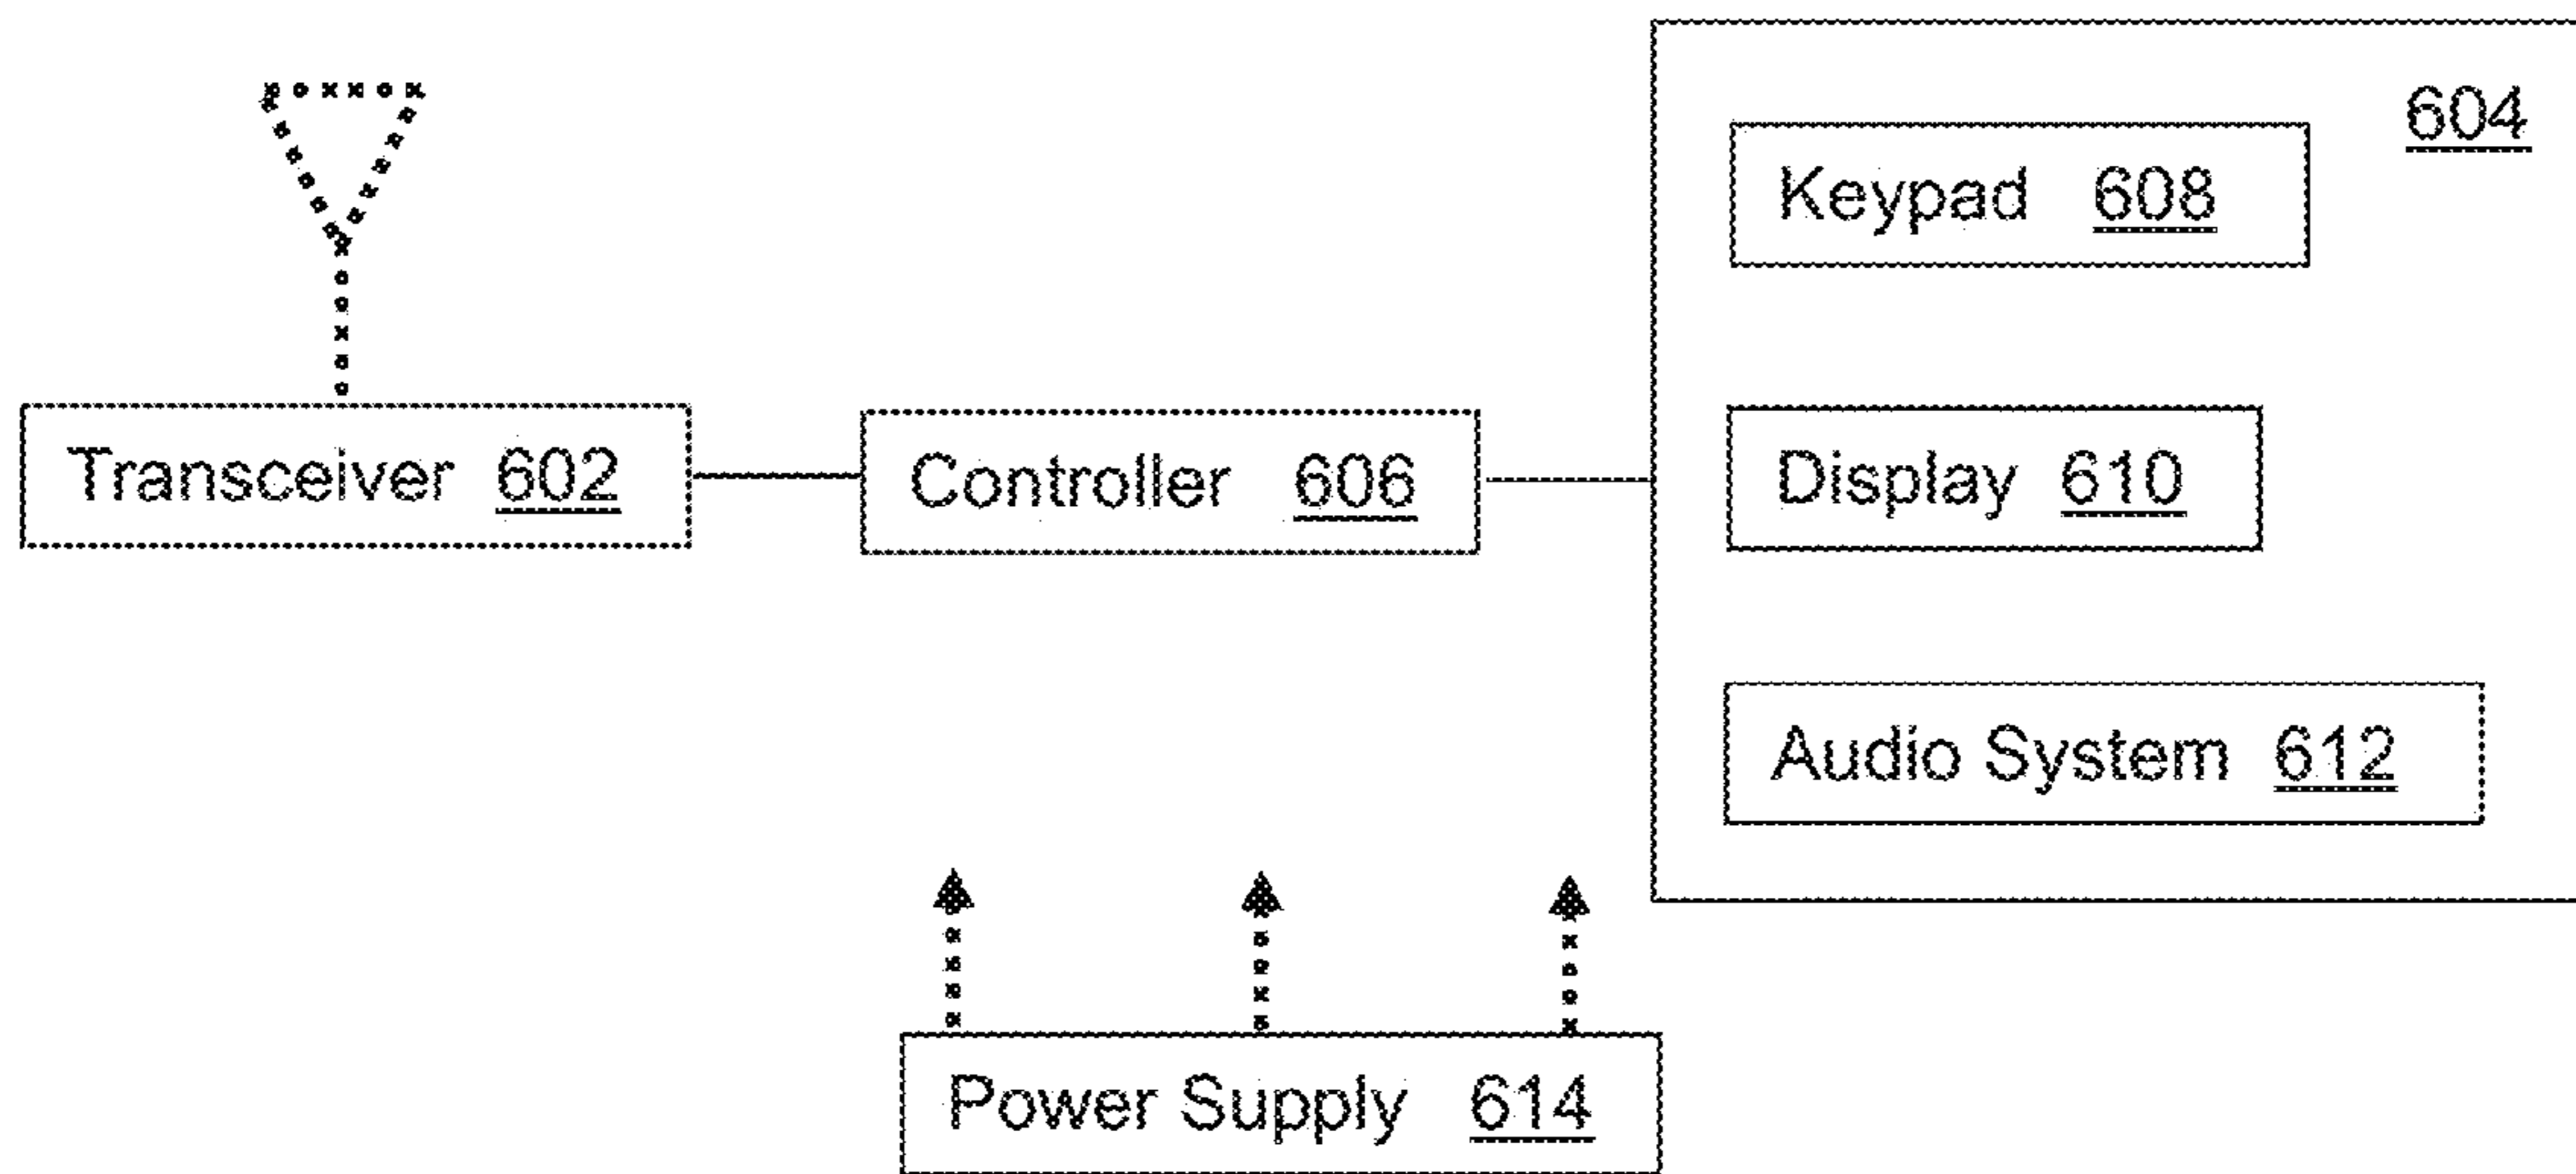 604
Keypad 608
Transceiver 602
Controller 606
Display 610
Audio System 612
Power Supply 614